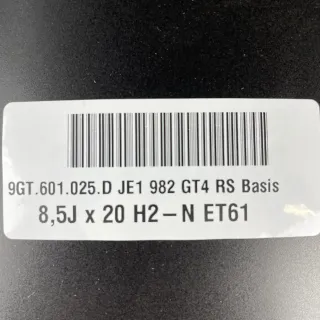 9GT.601.025.D JE1 982 GT4 RS Basis
8,5J x 20 H2-N ET61